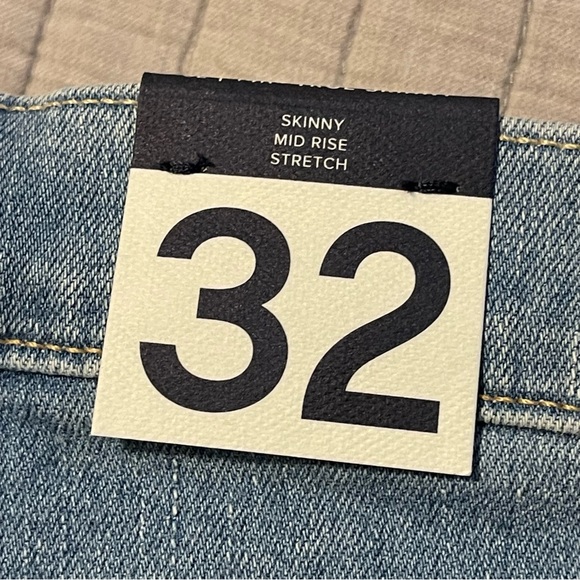 SKINNY
MID RISE
STRETCH
32